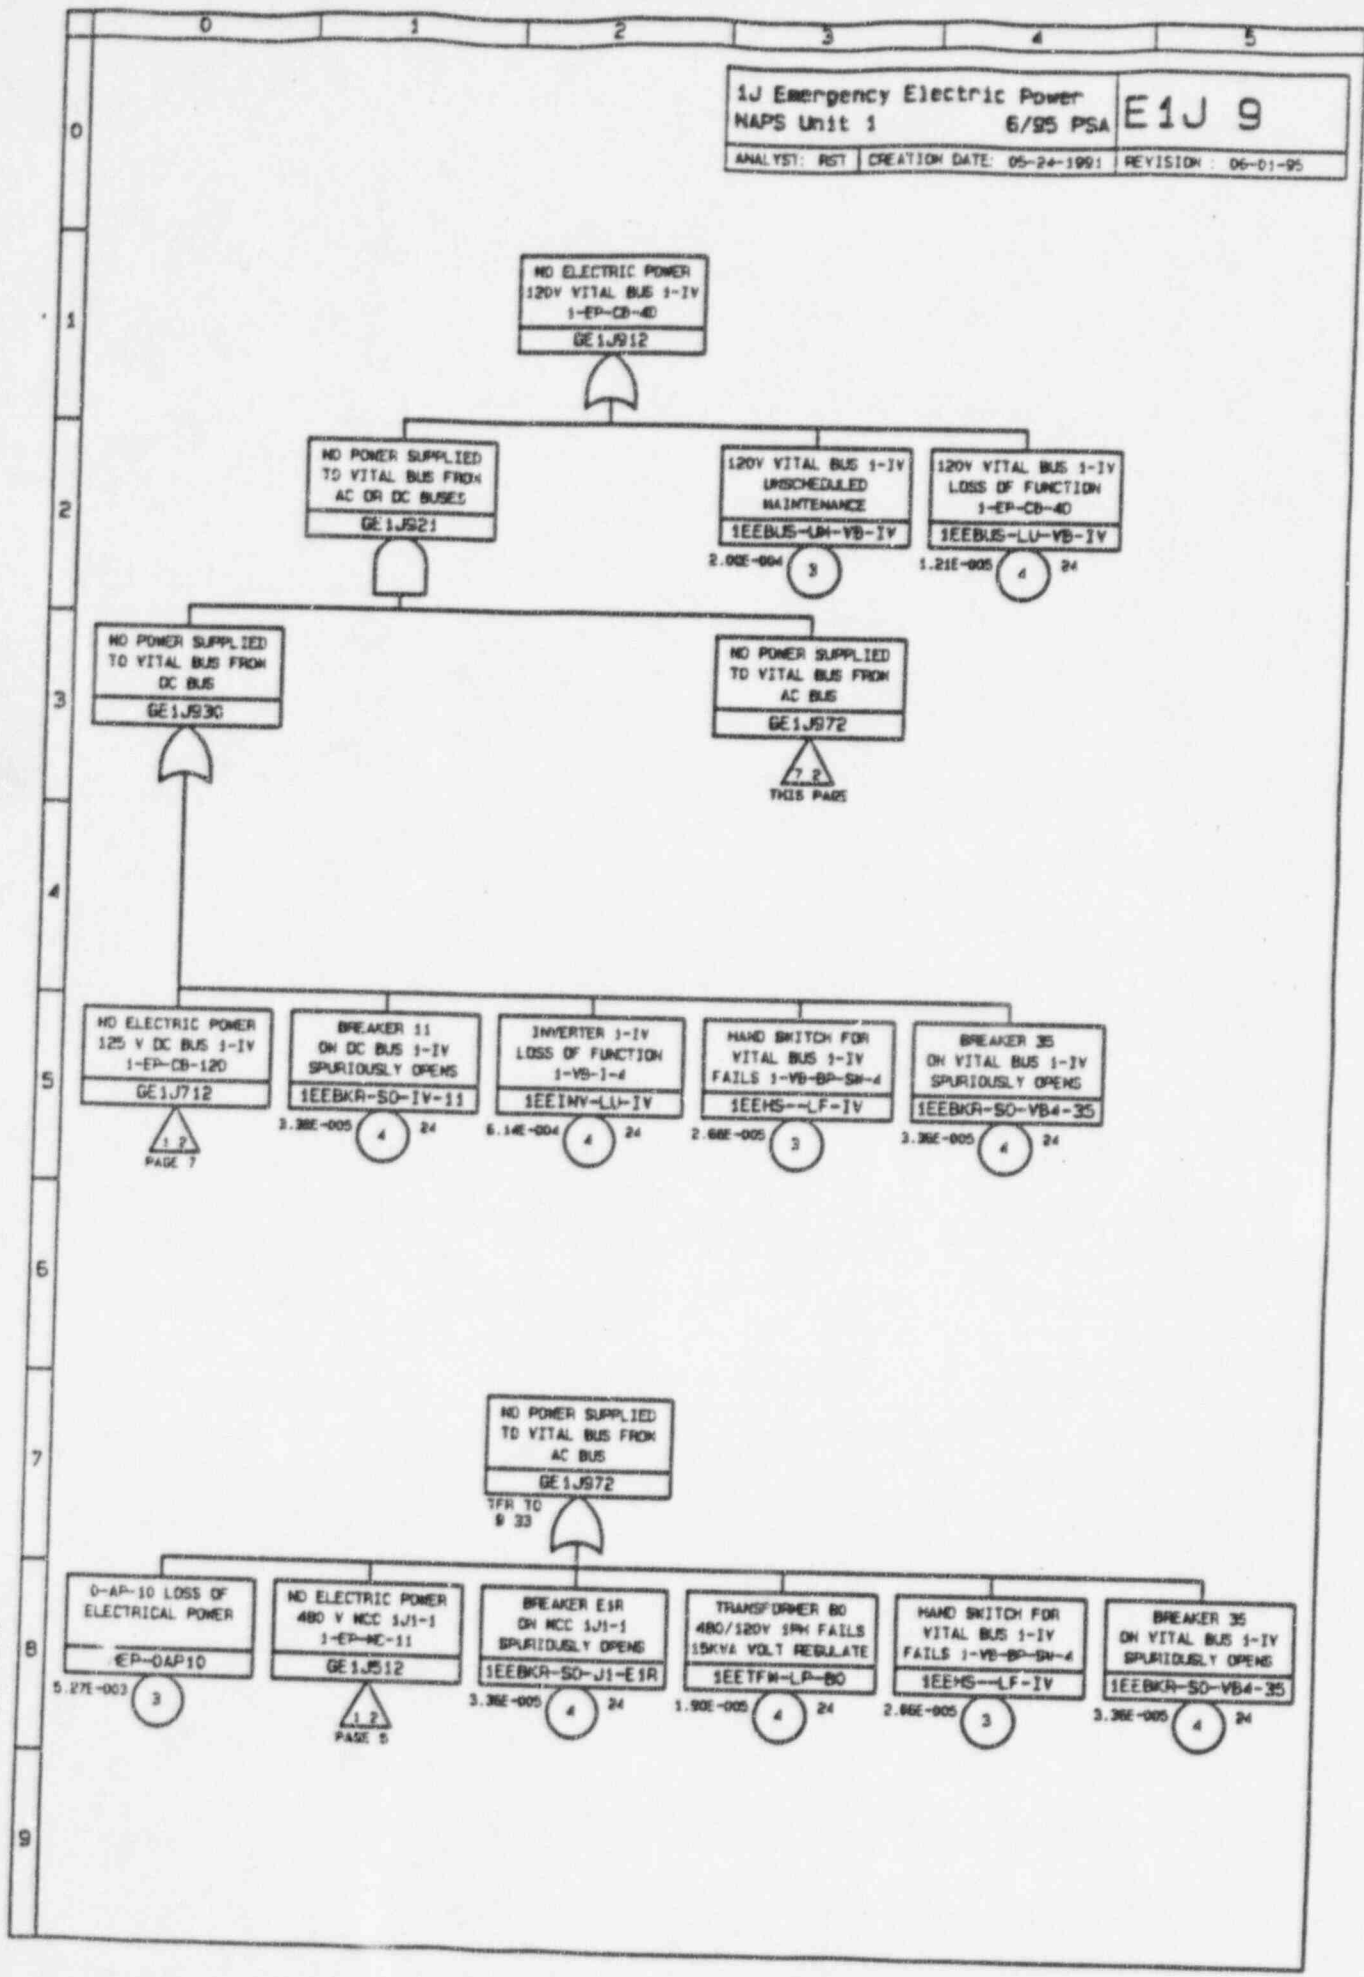 0 1 2 3 4 5
1J Emergency Electric Power
NAPS Unit 1 6/95 PSA
E1J 9
ANALYST: RST CREATION DATE: 05-24-1991 REVISION : 06-01-95
0
1
2
3
4
5
6
7
8
9
NO ELECTRIC POWER
120V VITAL BUS 1-IV
1-EP-CB-4D
GE1J912
NO POWER SUPPLIED
TO VITAL BUS FROM
AC OR DC BUSES
GE1J921
120V VITAL BUS 1-IV
UNSCHEDULED
MAINTENANCE
1EEBUS-UM-VB-IV
2.00E-004 3
120V VITAL BUS 1-IV
LOSS OF FUNCTION
1-EP-CB-4D
1EEBUS-LU-VB-IV
1.21E-005 4 24
NO POWER SUPPLIED
TO VITAL BUS FROM
DC BUS
GE1J930
NO POWER SUPPLIED
TO VITAL BUS FROM
AC BUS
GE1J972
7 2
THIS PAGE
NO ELECTRIC POWER
125 V DC BUS 1-IV
1-EP-CB-12D
GE1J712
1 2
PAGE 7
BREAKER 11
ON DC BUS 1-IV
SPURIOUSLY OPENS
1EEBKR-SO-IV-11
3.36E-005 4 24
INVERTER 1-IV
LOSS OF FUNCTION
1-VB-I-4
1EEINV-LU-IV
6.14E-004 4 24
HAND SWITCH FOR
VITAL BUS 1-IV
FAILS 1-VB-BP-SW-4
1EEHS--LF-IV
2.66E-005 3
BREAKER 35
ON VITAL BUS 1-IV
SPURIOUSLY OPENS
1EEBKR-SO-VB4-35
3.36E-005 4 24
NO POWER SUPPLIED
TO VITAL BUS FROM
AC BUS
GE1J972
TFR TO
9 33
0-AP-10 LOSS OF
ELECTRICAL POWER
5.27E-003 3
NO ELECTRIC POWER
480 V MCC 1J1-1
1-EP-MC-11
GE1J512
1 2
PAGE 5
BREAKER E1R
ON MCC 1J1-1
SPURIOUSLY OPENS
1EEBKR-SO-J1-E1R
3.36E-005 4 24
TRANSFORMER 80
480/120V 1PH FAILS
15KVA VOLT REGULATE
1EETFM-LP-80
1.90E-005 4 24
HAND SWITCH FOR
VITAL BUS 1-IV
FAILS 1-VB-BP-SW-4
1EEHS--LF-IV
2.66E-005 3
BREAKER 35
ON VITAL BUS 1-IV
SPURIOUSLY OPENS
1EEBKR-SO-VB4-35
3.36E-005 4 24